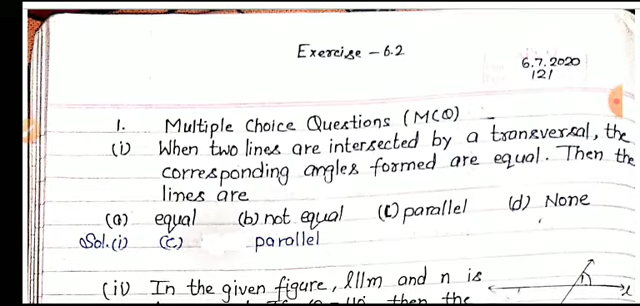 Exercise - 6.2
6.7.2020
121
1. Multiple Choice Questions (MCQ)
(i) When two lines are intersected by a transversal, the
corresponding angles formed are equal. Then the
lines are
(a) equal (b) not equal (c) parallel (d) None
Sol.(i) (c) parallel
(ii) In the given figure, l||m and n is
then the